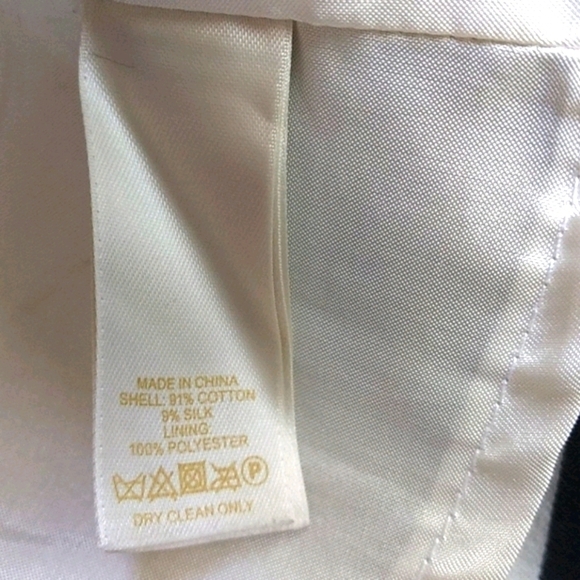 MADE IN CHINA
SHELL: 91% COTTON
9% SILK
LINING:
100% POLYESTER
P
DRY CLEAN ONLY